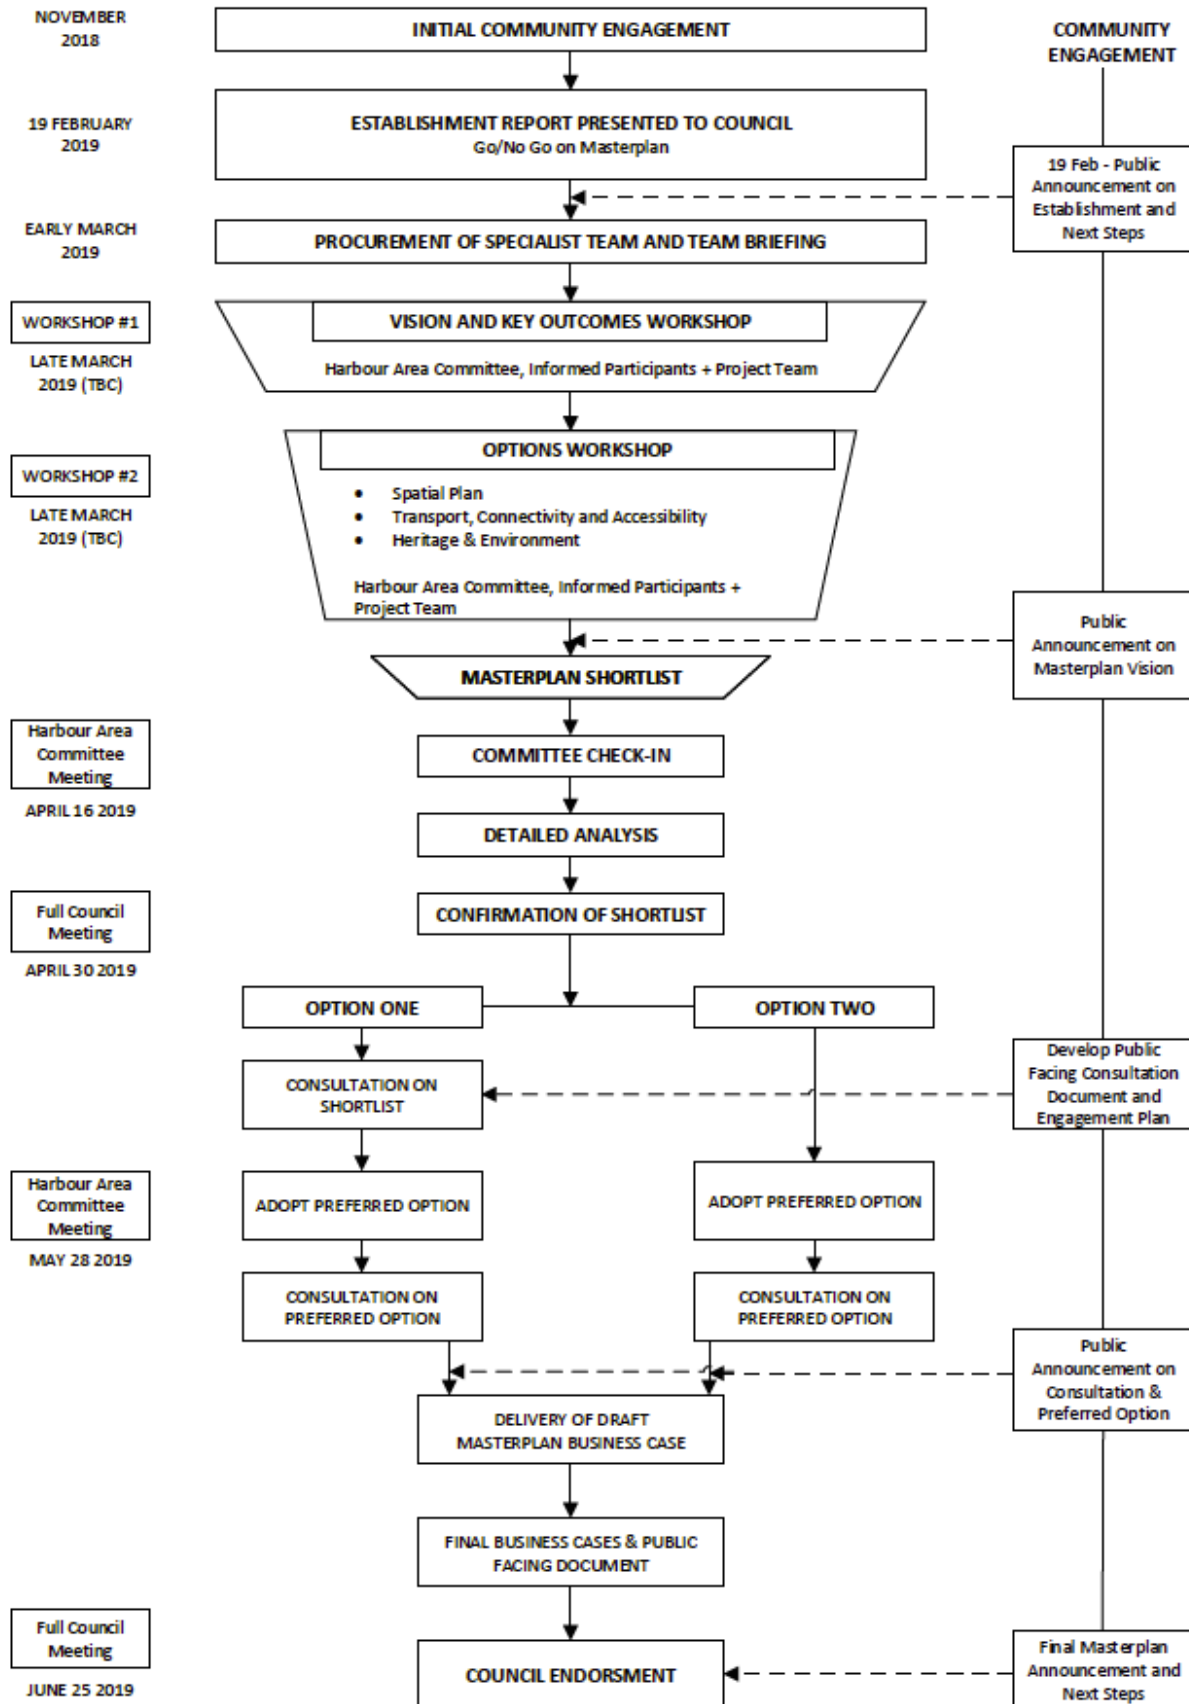 NOVEMBER
2018
INITIAL COMMUNITY ENGAGEMENT
COMMUNITY
ENGAGEMENT
19 FEBRUARY
2019
ESTABLISHMENT REPORT PRESENTED TO COUNCIL
Go/No Go on Masterplan
19 Feb - Public
Announcement on
Establishment and
Next Steps
EARLY MARCH
2019
PROCUREMENT OF SPECIALIST TEAM AND TEAM BRIEFING
WORKSHOP #1
LATE MARCH
2019 (TBC)
VISION AND KEY OUTCOMES WORKSHOP
Harbour Area Committee, Informed Participants + Project Team
WORKSHOP #2
LATE MARCH
2019 (TBC)
OPTIONS WORKSHOP
• Spatial Plan
• Transport, Connectivity and Accessibility
• Heritage & Environment
Harbour Area Committee, Informed Participants +
Project Team
Public
Announcement on
Masterplan Vision
MASTERPLAN SHORTLIST
Harbour Area
Committee
Meeting
APRIL 16 2019
COMMITTEE CHECK-IN
DETAILED ANALYSIS
Full Council
Meeting
APRIL 30 2019
CONFIRMATION OF SHORTLIST
OPTION ONE
OPTION TWO
CONSULTATION ON
SHORTLIST
Develop Public
Facing Consultation
Document and
Engagement Plan
Harbour Area
Committee
Meeting
MAY 28 2019
ADOPT PREFERRED OPTION
ADOPT PREFERRED OPTION
CONSULTATION ON
PREFERRED OPTION
CONSULTATION ON
PREFERRED OPTION
Public
Announcement on
Consultation &
Preferred Option
DELIVERY OF DRAFT
MASTERPLAN BUSINESS CASE
FINAL BUSINESS CASES & PUBLIC
FACING DOCUMENT
Full Council
Meeting
JUNE 25 2019
COUNCIL ENDORSMENT
Final Masterplan
Announcement and
Next Steps